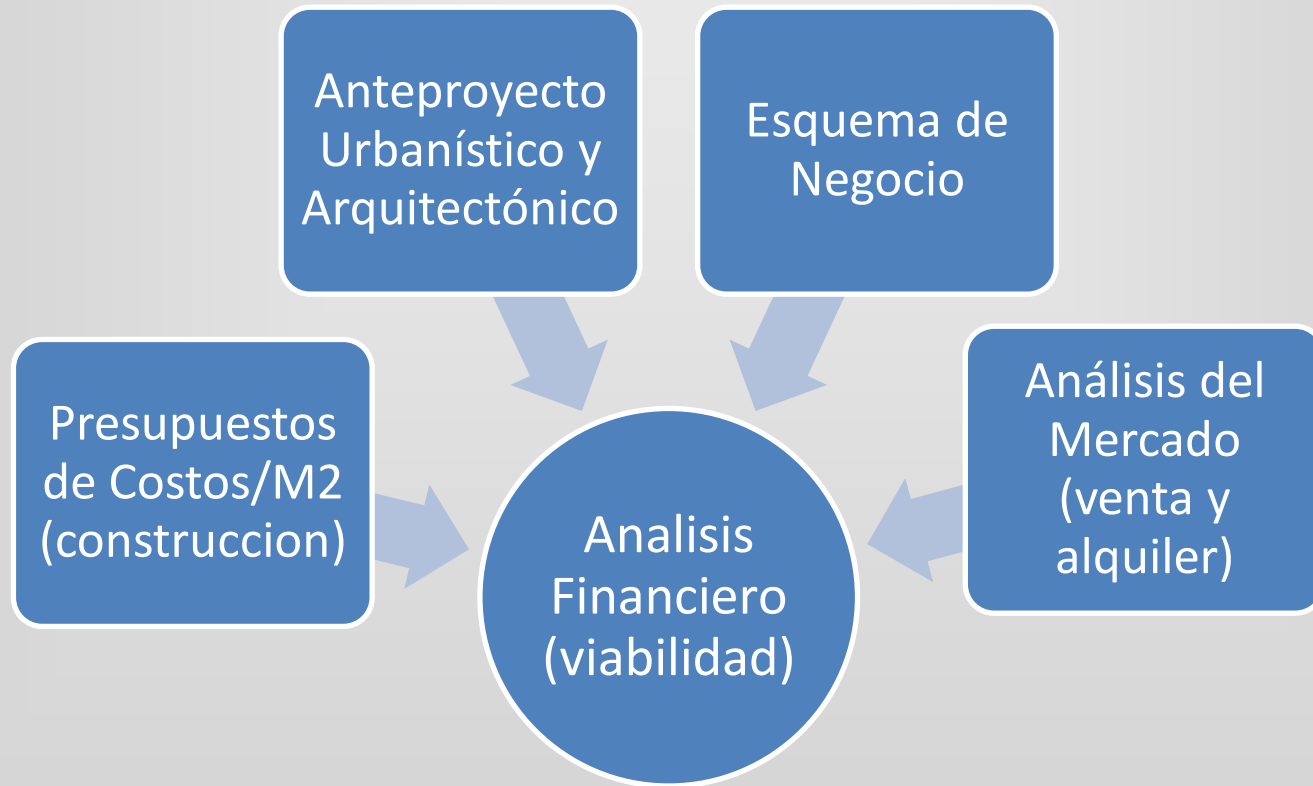 Anteproyecto
Urbanístico y
Arquitectónico
Esquema de
Negocio
Presupuestos
de Costos/M2
(construccion)
Análisis del
Mercado
(venta y
alquiler)
Analisis
Financiero
(viabilidad)